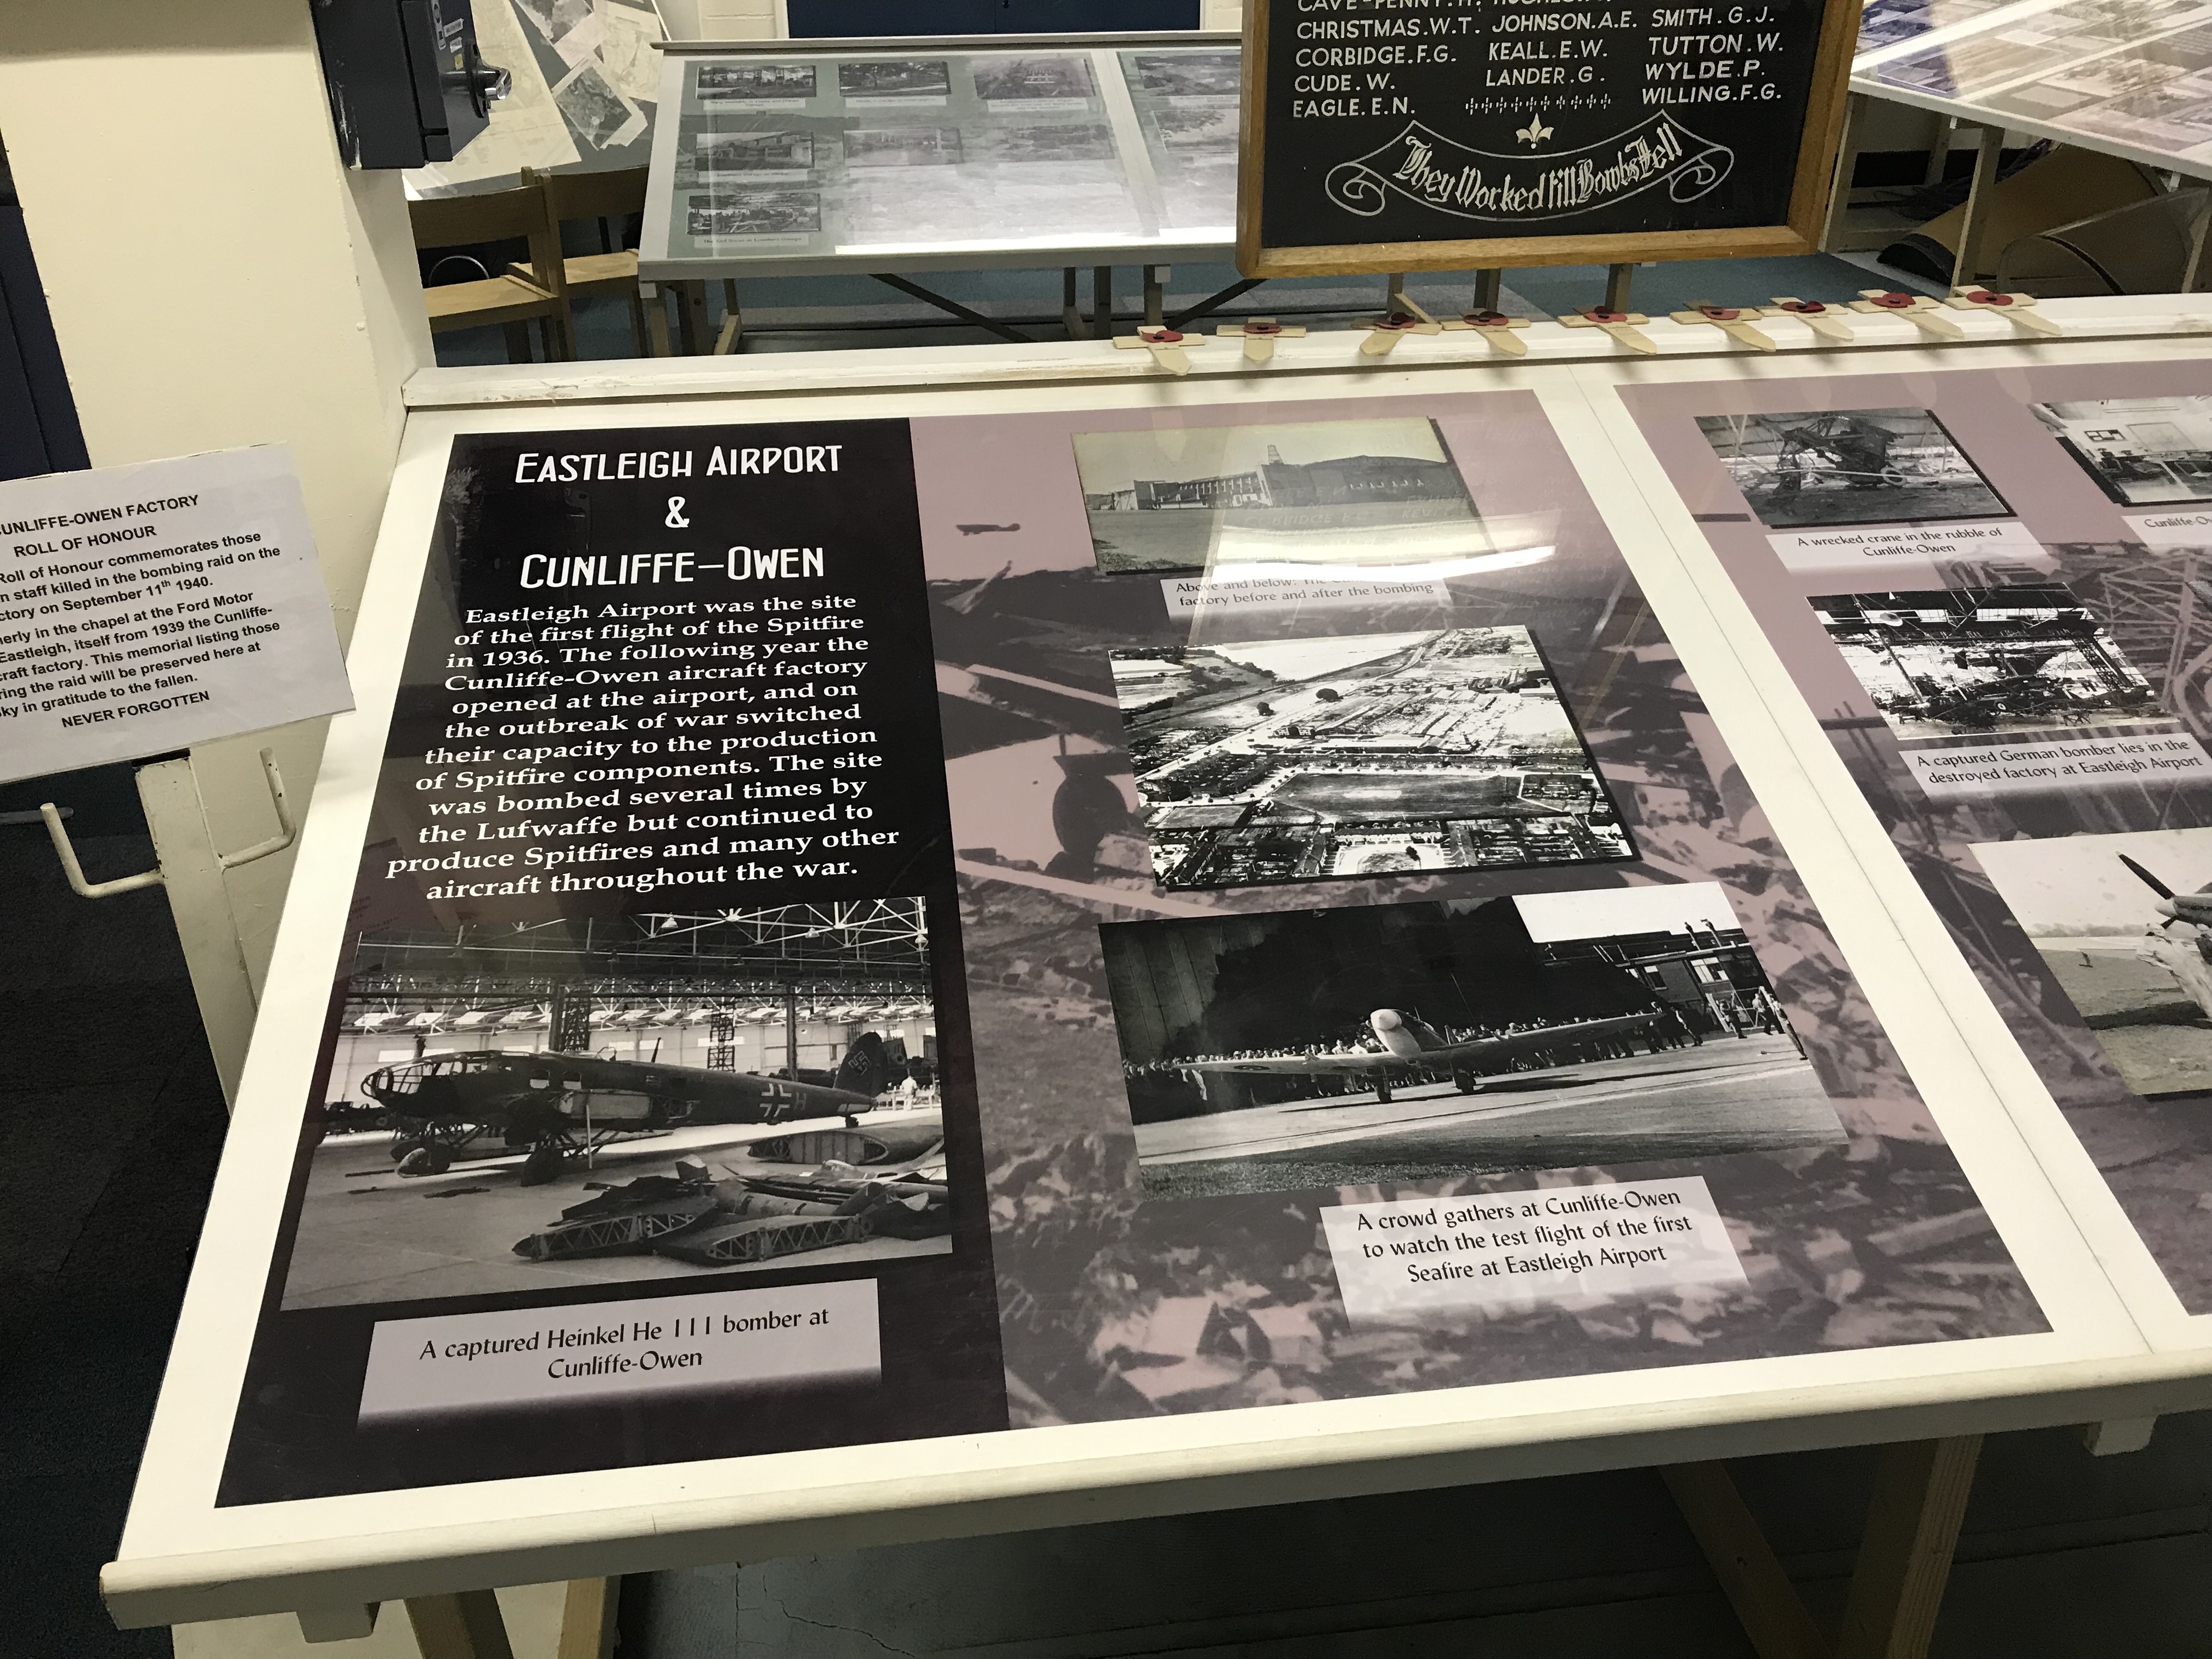 CHRISTMAS.W.T. JOHNSON.A.E. SMITH.G.J.
CORBIDGE.F.G. KEALL.E.W. TUTTON.W.
CUDE.W. LANDER.G. WYLDE.P.
EAGLE.E.N. WILLING.F.G.
They Worked till Bombs Fell
CUNLIFFE-OWEN FACTORY
ROLL OF HONOUR
Roll of Honour commemorates those
staff killed in the bombing raid on the
on September 11th 1940.
in the chapel at the Ford Motor
Eastleigh, itself from 1939 the Cunliffe-
factory. This memorial listing those
the raid will be preserved here at
in gratitude to the fallen.
NEVER FORGOTTEN
EASTLEIGH AIRPORT
&
CUNLIFFE-OWEN
Eastleigh Airport was the site
of the first flight of the Spitfire
in 1936. The following year the
Cunliffe-Owen aircraft factory
opened at the airport, and on
the outbreak of war switched
their capacity to the production
of Spitfire components. The site
was bombed several times by
the Lufwaffe but continued to
produce Spitfires and many other
aircraft throughout the war.
A captured Heinkel He 111 bomber at
Cunliffe-Owen
Above and below: The
factory before and after the bombing
A crowd gathers at Cunliffe-Owen
to watch the test flight of the first
Seafire at Eastleigh Airport
A wrecked crane in the rubble of
Cunliffe-Owen
A captured German bomber lies in the
destroyed factory at Eastleigh Airport